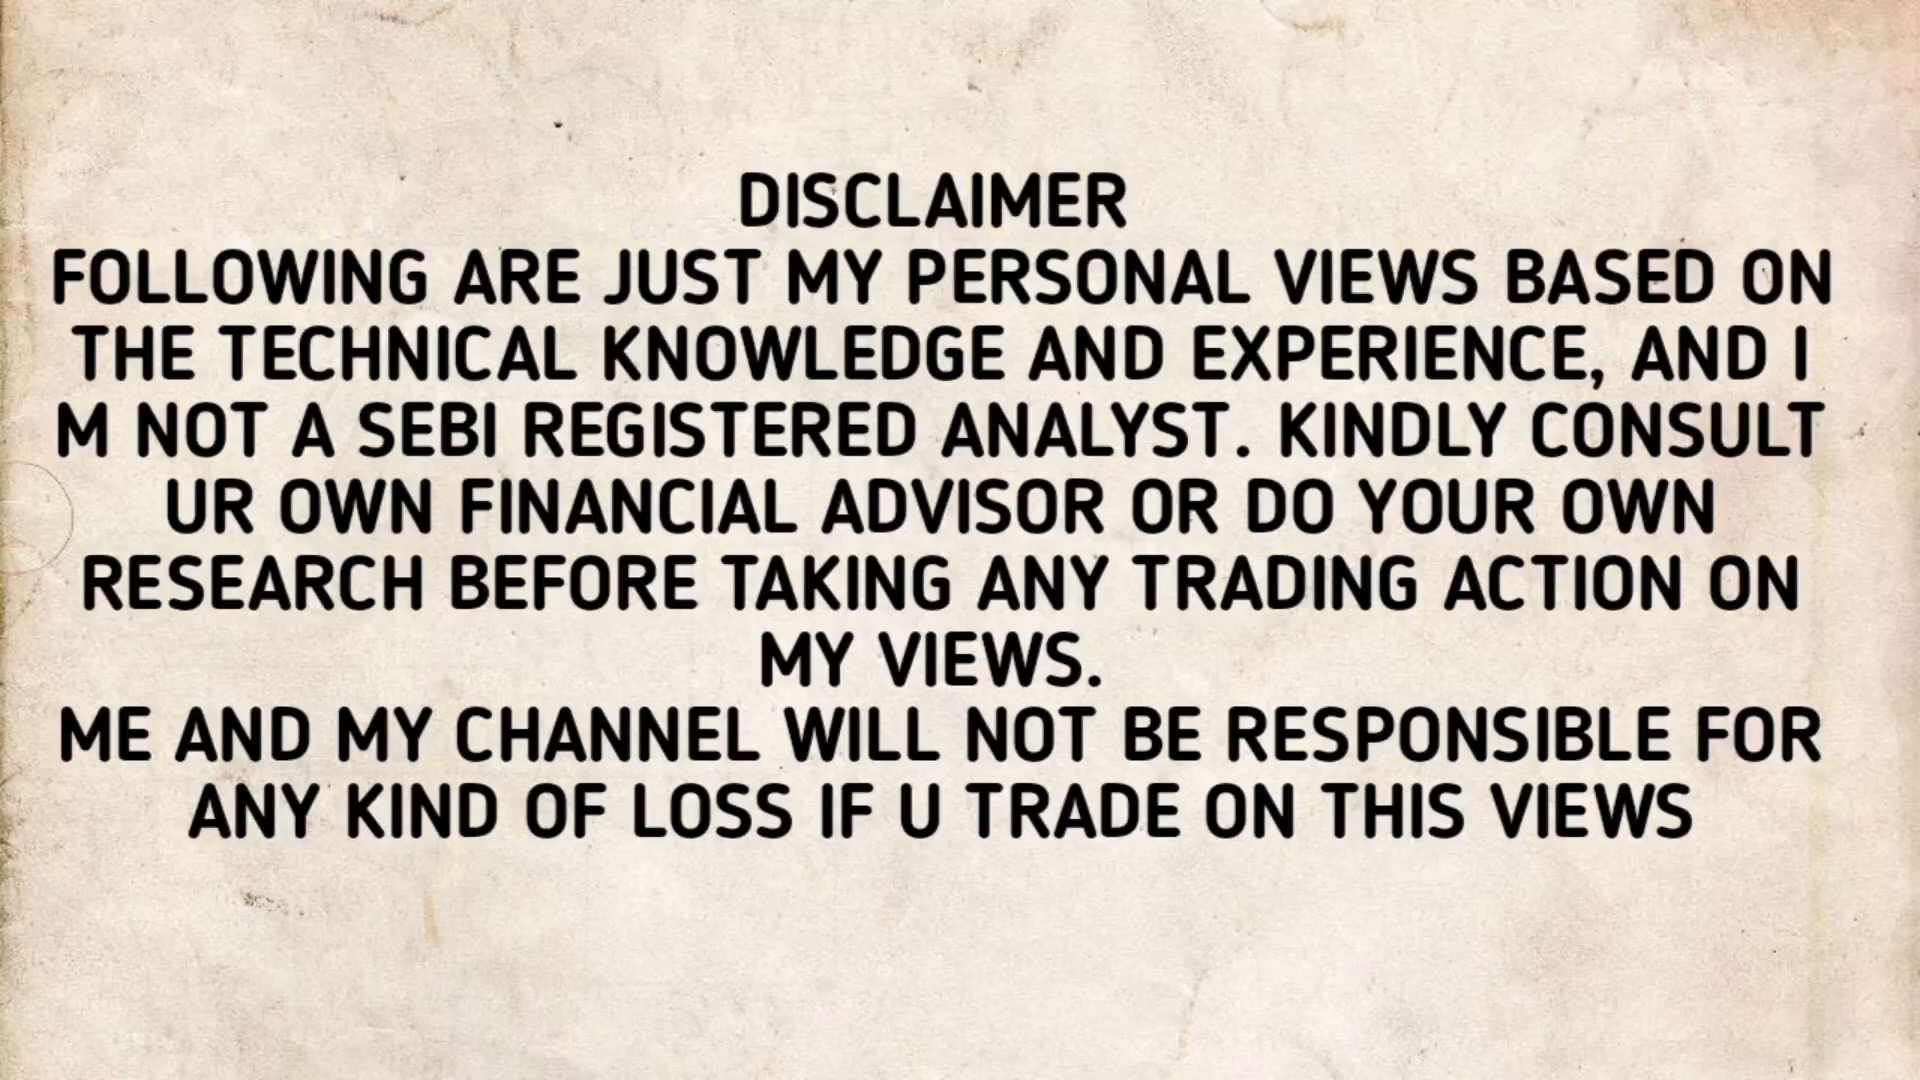 DISCLAIMER
FOLLOWING ARE JUST MY PERSONAL VIEWS BASED ON
THE TECHNICAL KNOWLEDGE AND EXPERIENCE, AND I
M NOT A SEBI REGISTERED ANALYST. KINDLY CONSULT
UR OWN FINANCIAL ADVISOR OR DO YOUR OWN
RESEARCH BEFORE TAKING ANY TRADING ACTION ON
MY VIEWS.
ME AND MY CHANNEL WILL NOT BE RESPONSIBLE FOR
ANY KIND OF LOSS IF U TRADE ON THIS VIEWS